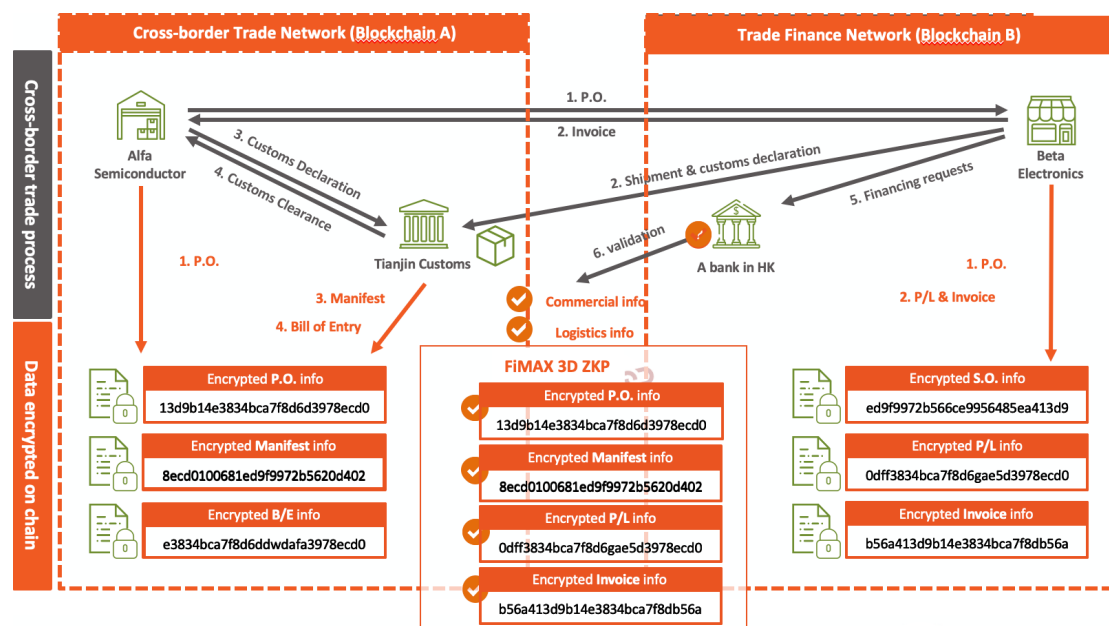 Cross-border Trade Network (Blockchain A)
Trade Finance Network (Blockchain B)
Cross-border trade process
1. P.O.
2. Invoice
Alfa
Semiconductor
Beta
Electronics
3. Customs Declaration
4. Customs Clearance
2. Shipment & customs declaration
5. Financing requests
6. validation
Tianjin Customs
A bank in HK
1. P.O.
1. P.O.
3. Manifest
2. P/L & Invoice
Commercial info
4. Bill of Entry
Logistics info
Data encrypted on chain
FiMAX 3D ZKP
Encrypted P.O. info
13d9b14e3834bca7f8d6d3978ecd0
Encrypted Manifest info
8ecd0100681ed9f9972b5620d402
Encrypted B/E info
e3834bca7f8d6ddwdafa3978ecd0
Encrypted P.O. info
13d9b14e3834bca7f8d6d3978ecd0
Encrypted Manifest info
8ecd0100681ed9f9972b5620d402
Encrypted P/L info
0dff3834bca7f8d6gae5d3978ecd0
Encrypted Invoice info
b56a413d9b14e3834bca7f8db56a
Encrypted S.O. info
ed9f9972b566ce9956485ea413d9
Encrypted P/L info
0dff3834bca7f8d6gae5d3978ecd0
Encrypted Invoice info
b56a413d9b14e3834bca7f8db56a